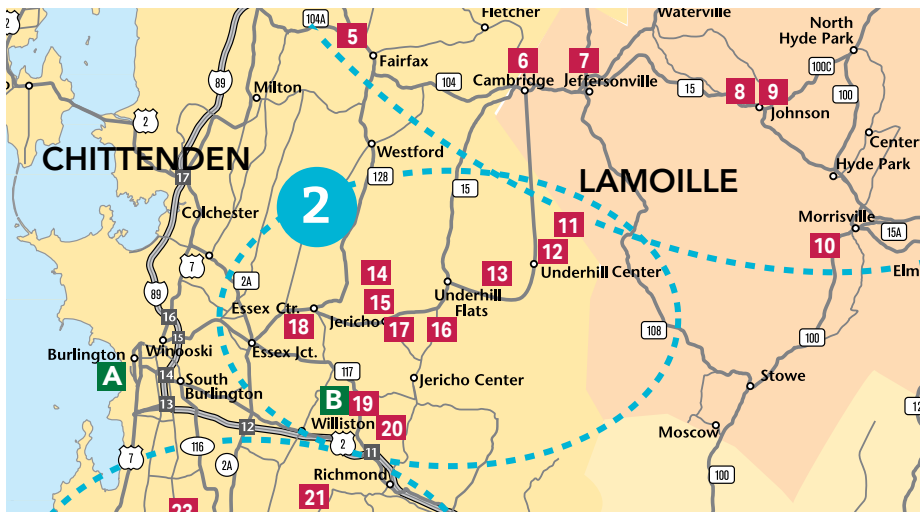 104A
Fletcher
Waterville
North
Hyde Park
2
5
Fairfax
6
7
100C
89
104
Cambridge
Jeffersonville
15
8
9
100
Milton
Johnson
2
Center
CHITTENDEN
Westford
128
15
LAMOILLE
Hyde Park
17
2
Colchester
Morrisville
11
10
15A
12
7
2A
14
13
Underhill Center
Elm
89
Underhill
Flats
15
Essex Ctr.
Jericho
16
18
17
16
15
108
100
Burlington
Winooski
Essex Jct.
A
14
South
Burlington
117
Jericho Center
Stowe
13
B
19
12
Williston
20
Moscow
116
2
7
2A
11
100
Richmond
21
23
12